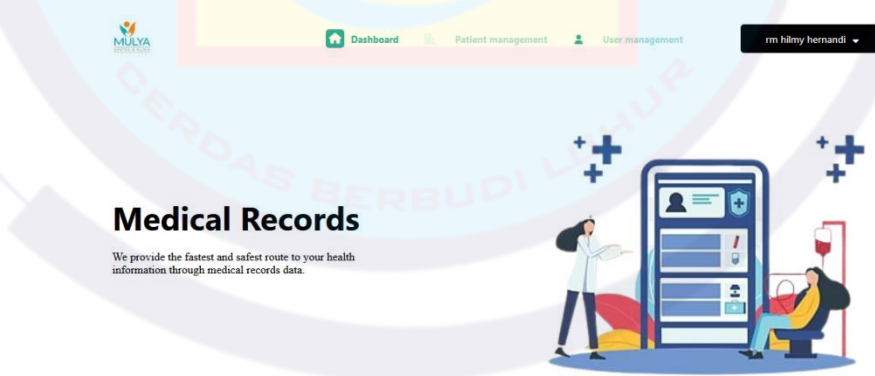 MULYA
Dashboard
Patient management
User management
rm hilmy hernandi
CERDAS BERBUDI LUHUR
Medical Records
We provide the fastest and safest route to your health
information through medical records data.